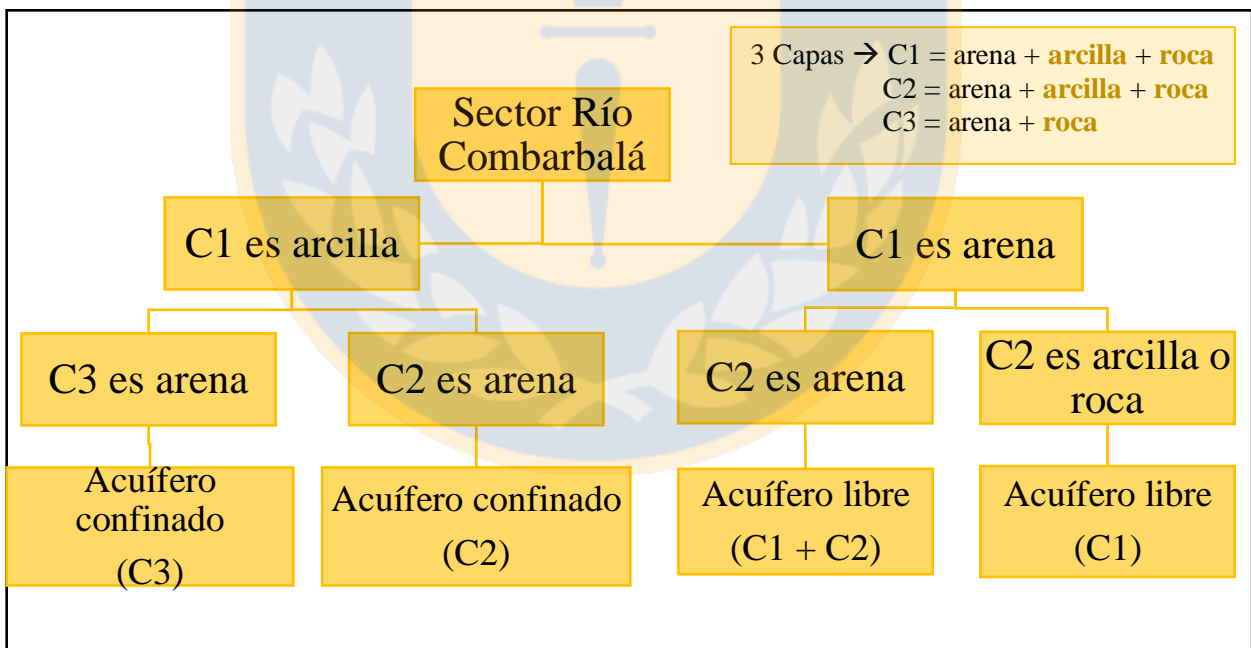 3 Capas → C1 = arena + arcilla + roca
C2 = arena + arcilla + roca
C3 = arena + roca
Sector Río
Combarbalá
C1 es arcilla
C1 es arena
C3 es arena
C2 es arena
C2 es arena
C2 es arcilla o
roca
Acuífero
confinado
(C3)
Acuífero confinado
(C2)
Acuífero libre
(C1 + C2)
Acuífero libre
(C1)